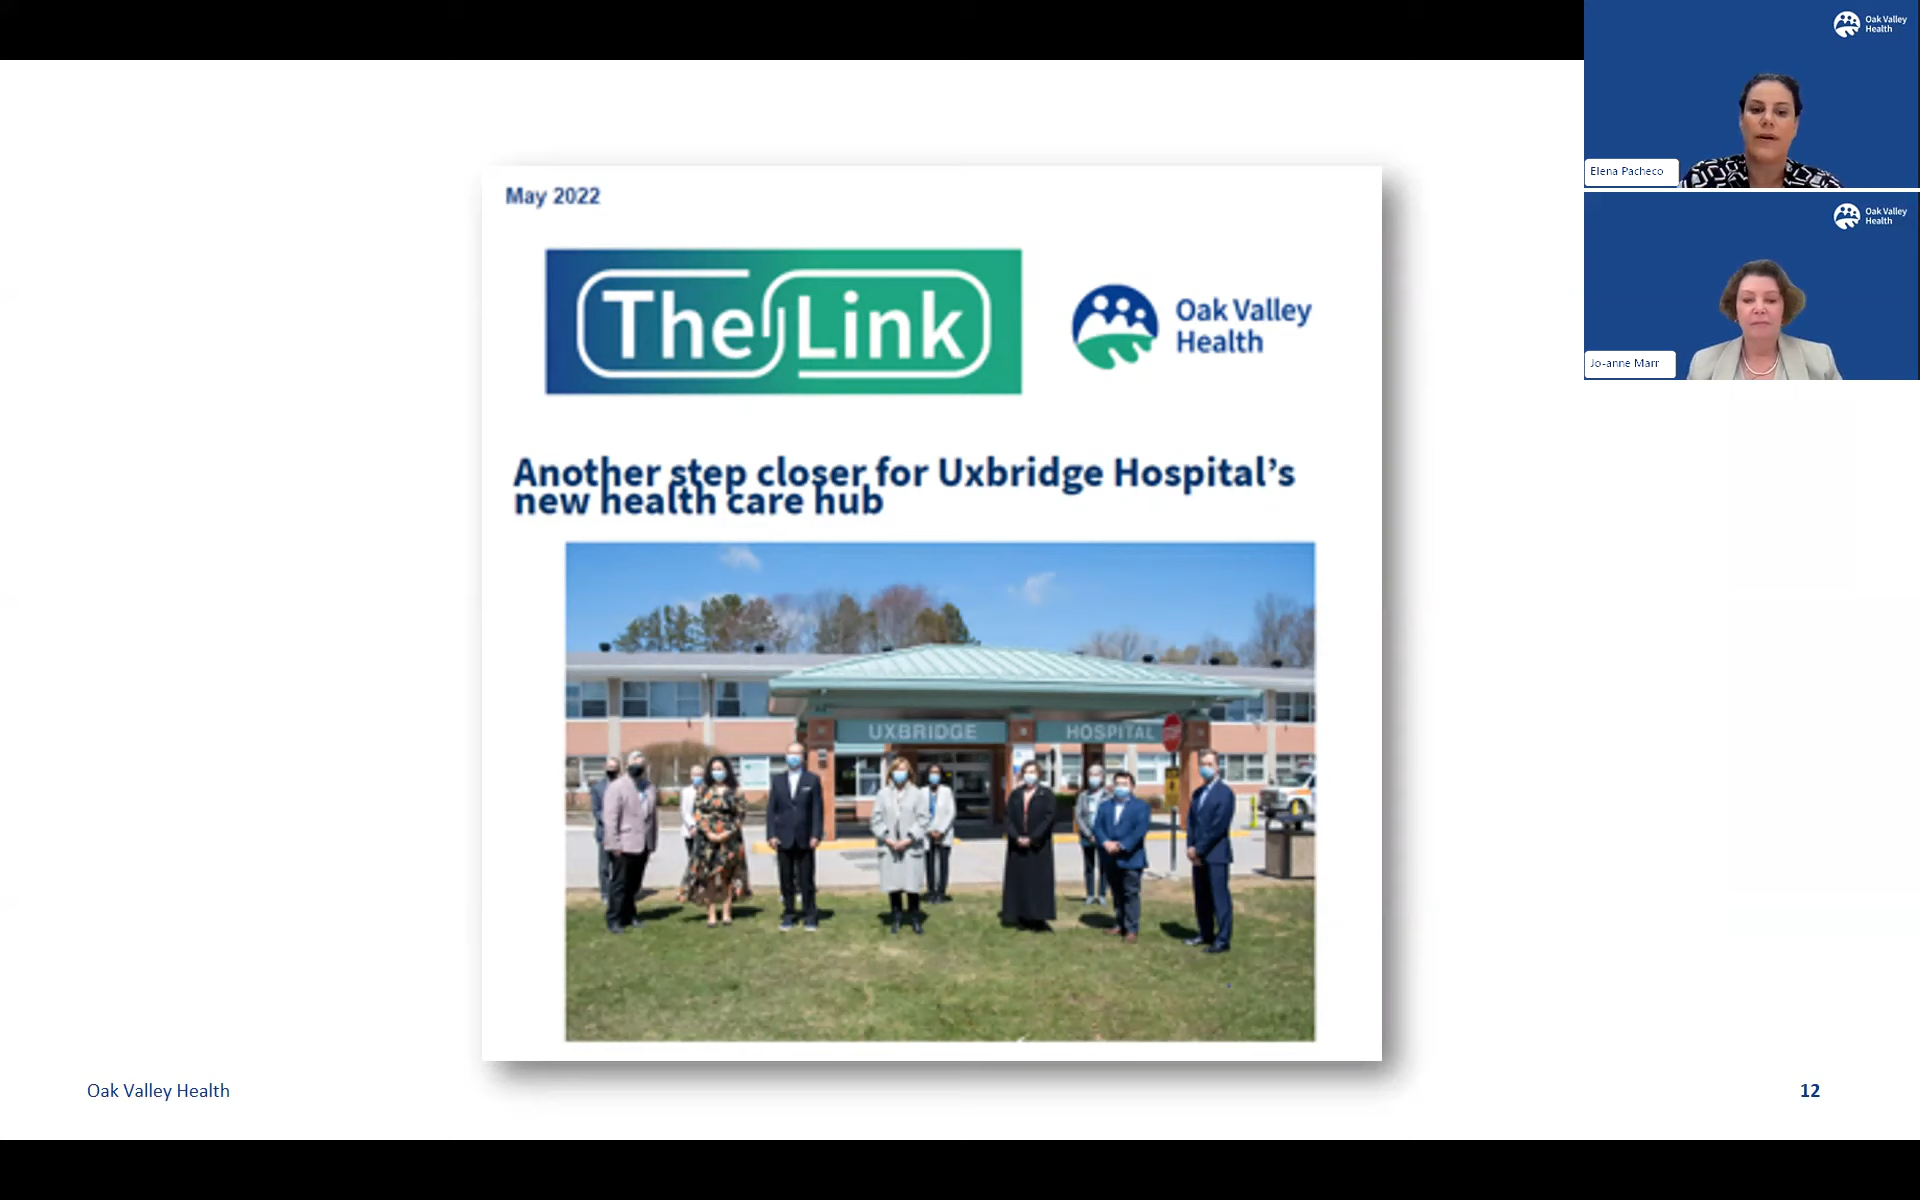 May 2022
The Link
Oak Valley
Health
Another step closer for Uxbridge Hospital’s
new health care hub
UXBRIDGE HOSPITAL
Oak Valley Health
12
Oak Valley
Health
Elena Pacheco
Oak Valley
Health
Jo-anne Marr